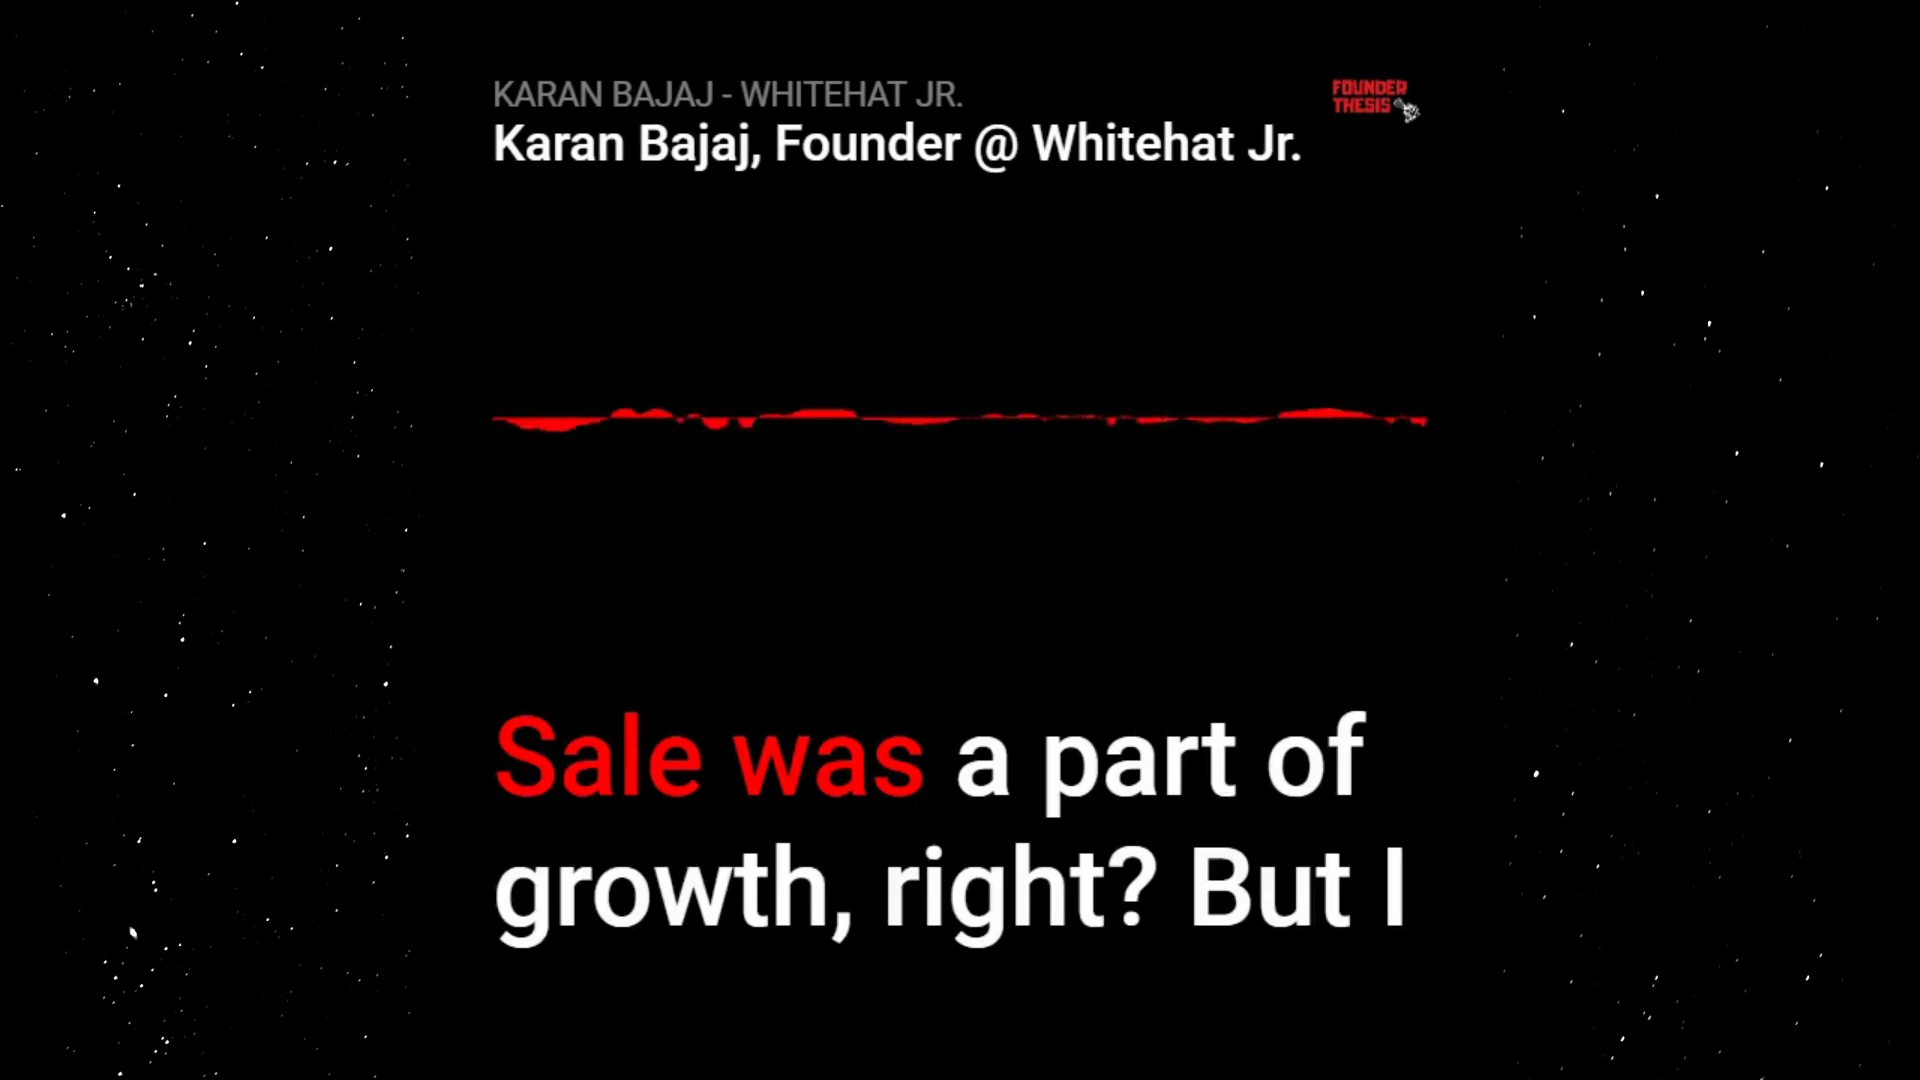 KARAN BAJAJ - WHITEHAT JR.
Karan Bajaj, Founder @ Whitehat Jr.
FOUNDER
THESIS
Sale was a part of
growth, right? But I